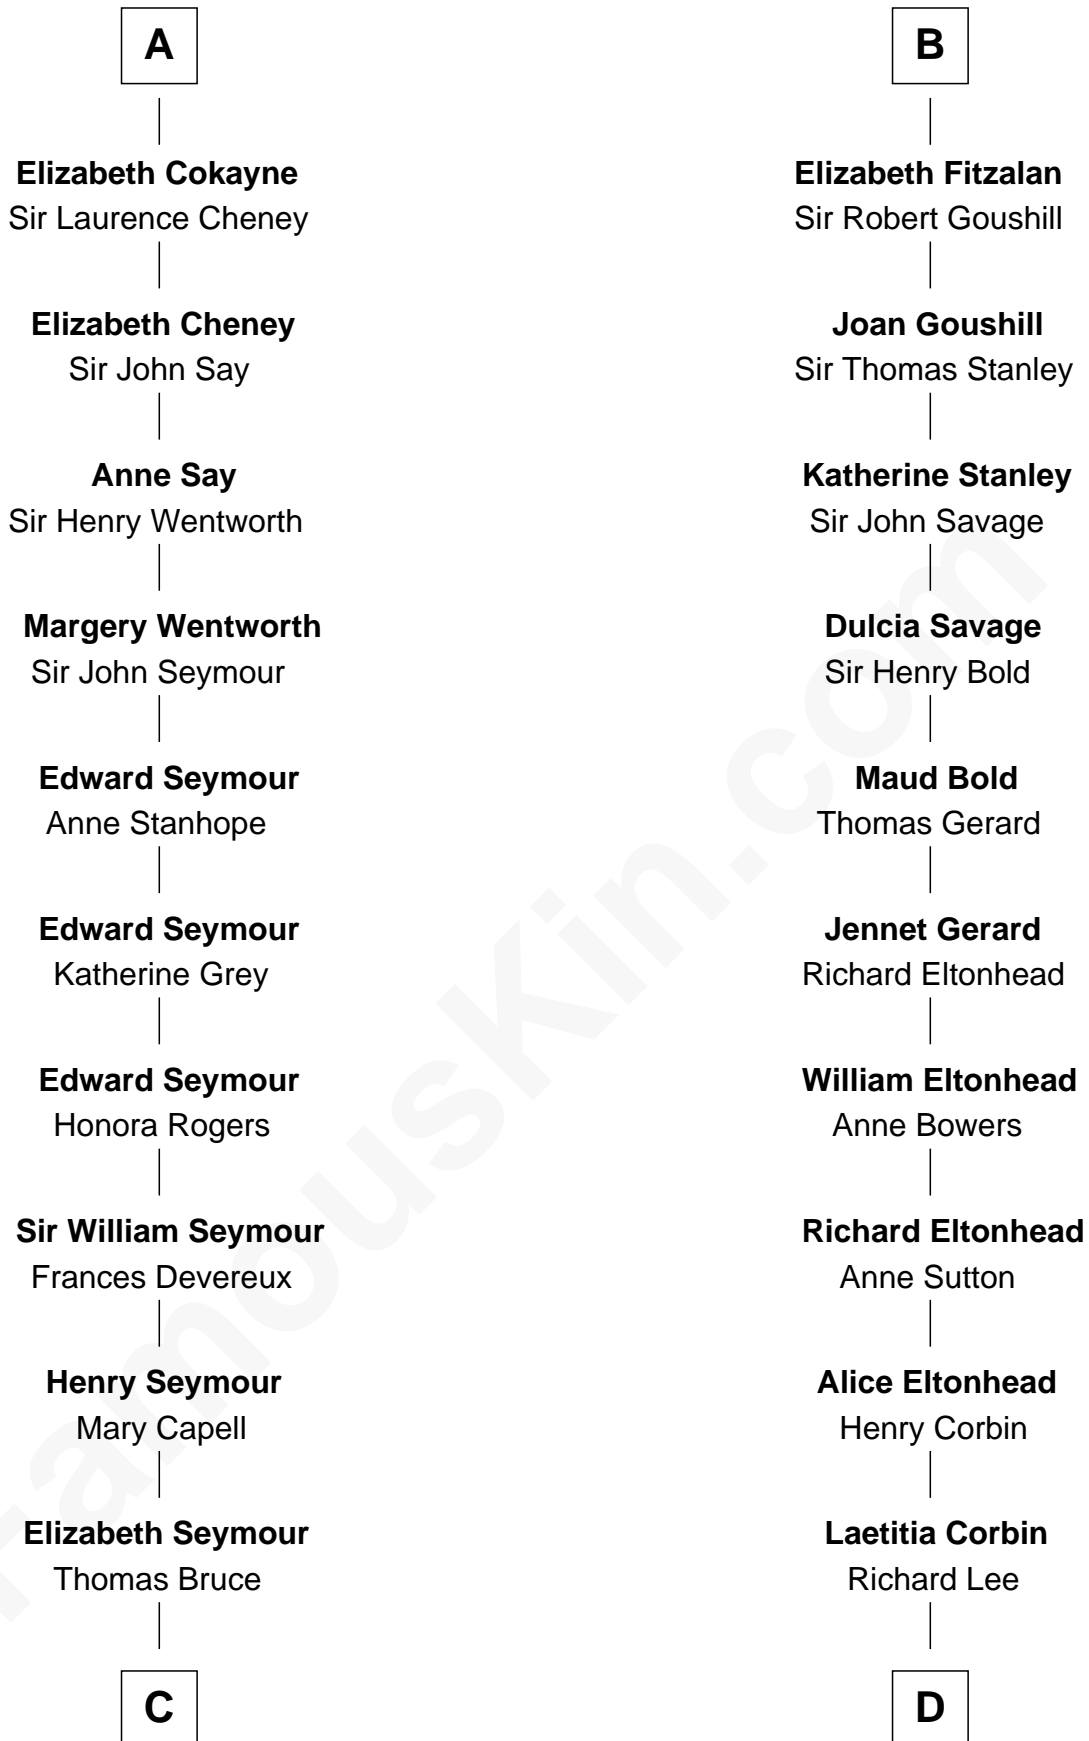 A
Elizabeth Cokayne
Sir Laurence Cheney
Elizabeth Cheney
Sir John Say
Anne Say
Sir Henry Wentworth
Margery Wentworth
Sir John Seymour
Edward Seymour
Anne Stanhope
Edward Seymour
Katherine Grey
Edward Seymour
Honora Rogers
Sir William Seymour
Frances Devereux
Henry Seymour
Mary Capell
Elizabeth Seymour
Thomas Bruce
C
B
Elizabeth Fitzalan
Sir Robert Goushill
Joan Goushill
Sir Thomas Stanley
Katherine Stanley
Sir John Savage
Dulcia Savage
Sir Henry Bold
Maud Bold
Thomas Gerard
Jennet Gerard
Richard Eltonhead
William Eltonhead
Anne Bowers
Richard Eltonhead
Anne Sutton
Alice Eltonhead
Henry Corbin
Laetitia Corbin
Richard Lee
D
FamousKin.com